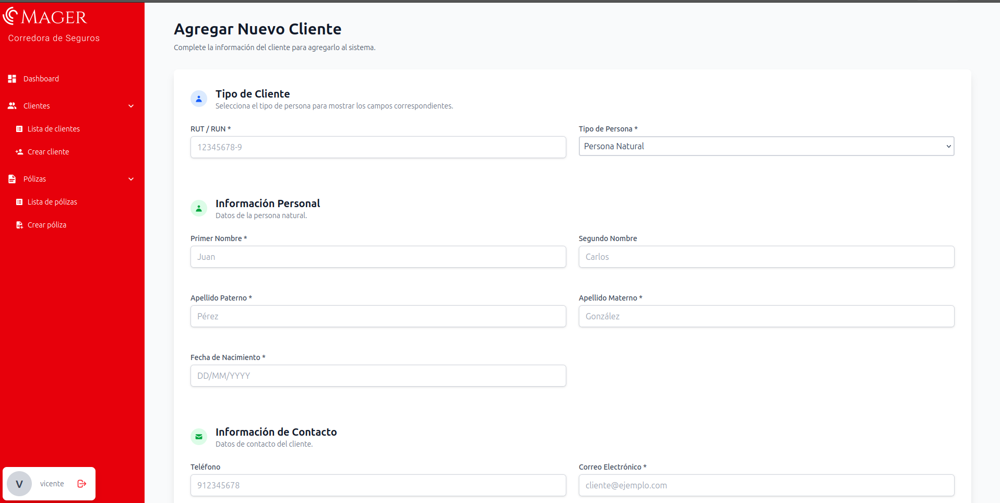 MAGER
Corredora de Seguros
Dashboard
Clientes
Lista de clientes
Crear cliente
Pólizas
Lista de pólizas
Crear póliza
V vicente
Agregar Nuevo Cliente
Complete la información del cliente para agregarlo al sistema.
Tipo de Cliente
Selecciona el tipo de persona para mostrar los campos correspondientes.
RUT / RUN *
12345678-9
Tipo de Persona *
Persona Natural
Información Personal
Datos de la persona natural.
Primer Nombre *
Juan
Segundo Nombre
Carlos
Apellido Paterno *
Pérez
Apellido Materno *
González
Fecha de Nacimiento *
DD/MM/YYYY
Información de Contacto
Datos de contacto del cliente.
Teléfono
912345678
Correo Electrónico *
cliente@ejemplo.com